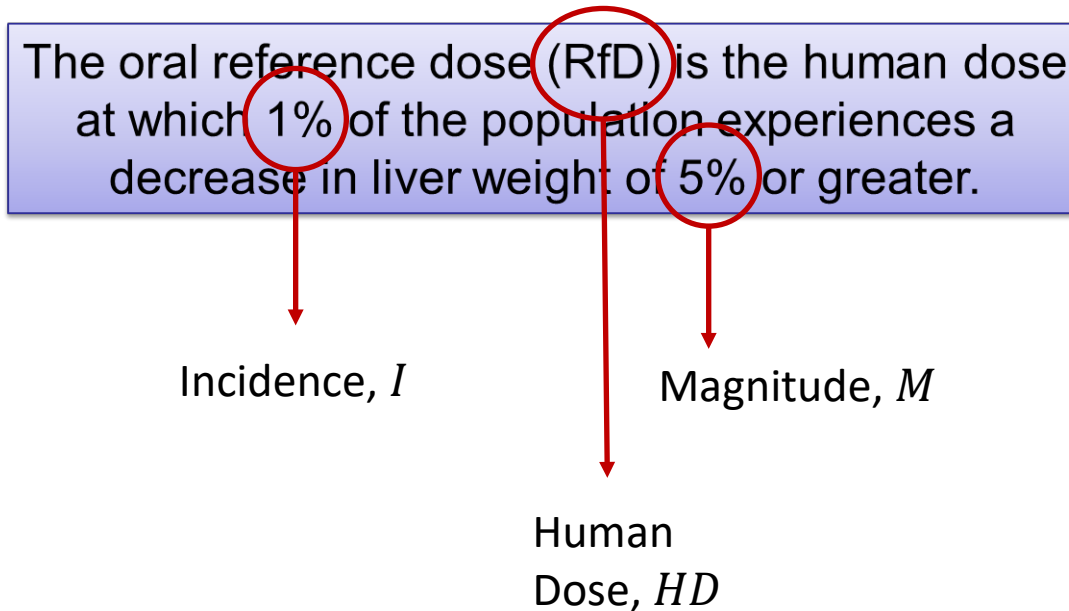 The oral reference dose (RfD) is the human dose
at which 1% of the population experiences a
decrease in liver weight of 5% or greater.
Incidence, I
Magnitude, M
Human
Dose, HD